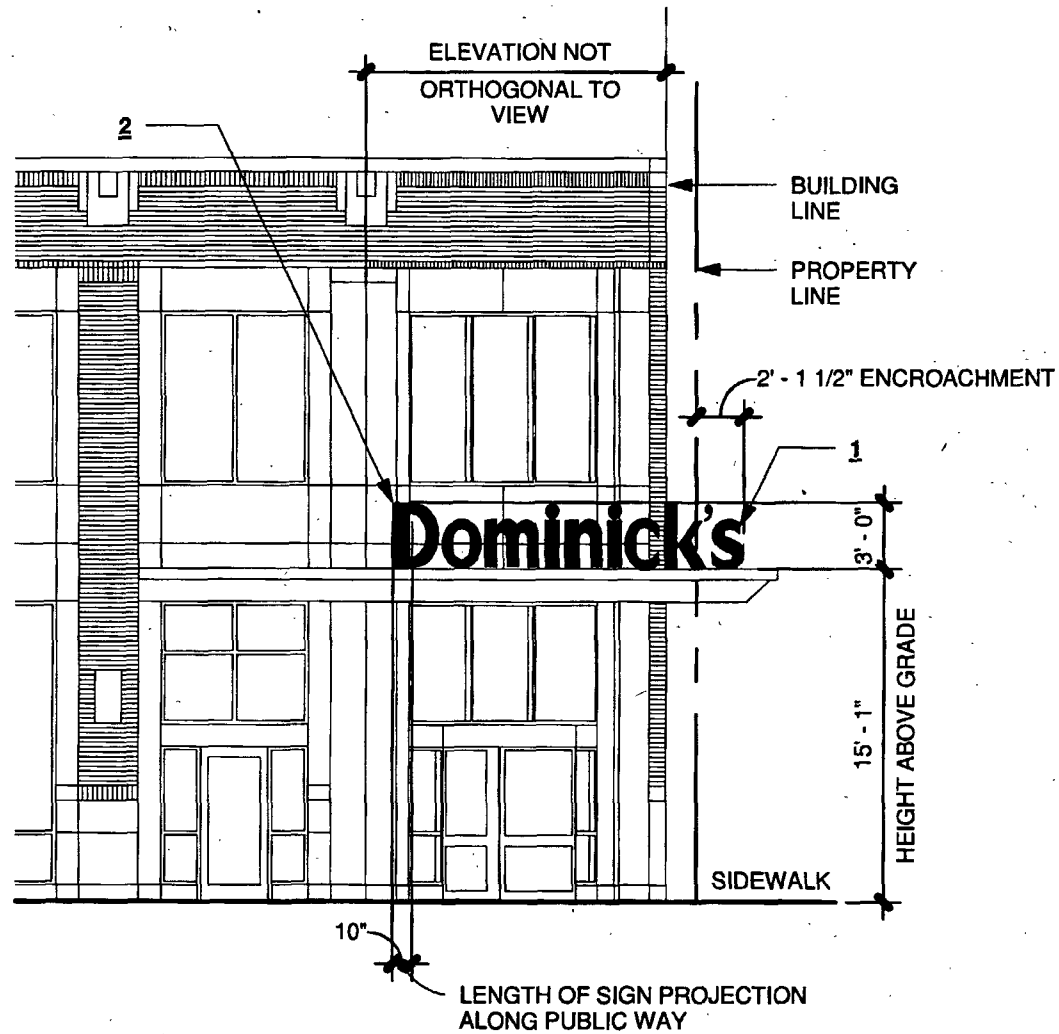 ELEVATION NOT
ORTHOGONAL TO
VIEW
2
BUILDING
LINE
PROPERTY
LINE
2' - 1 1/2" ENCROACHMENT
1
Dominick's
3' - 0"
15' - 1"
HEIGHT ABOVE GRADE
SIDEWALK
10"
LENGTH OF SIGN PROJECTION
ALONG PUBLIC WAY